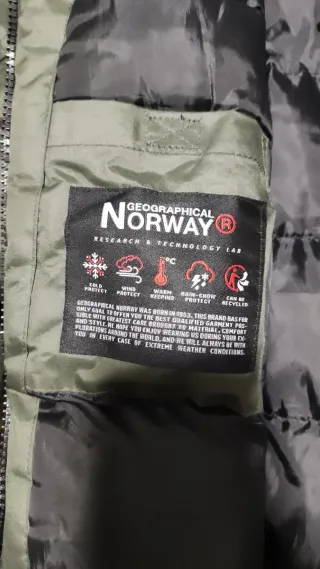 GEOGRAPHICAL
NORWAY ®
RESEARCH & TECHNOLOGY LAB
°C
COLD PROTECT
WIND PROTECT
WARM KEEPING
RAIN-SNOW PROTECT
CAN BE RECYCLED
GEOGRAPHICAL NORWAY WAS BORN IN 1953. THIS BRAND HAS FOR
ONLY GOAL TO OFFER YOU THE BEST QUALIFIED GARMENT POS-
SIBLE WITH GREATEST CARE BROUGHT TO MATERIAL, COMFORT
AND STYLE. WE HOPE YOU ENJOY WEARING US DURING YOUR EX-
PLORATIONS AROUND THE WORLD, AND WE WILL ALWAYS BE WITH
YOU IN EVERY CASE OF EXTREME WEATHER CONDITIONS.